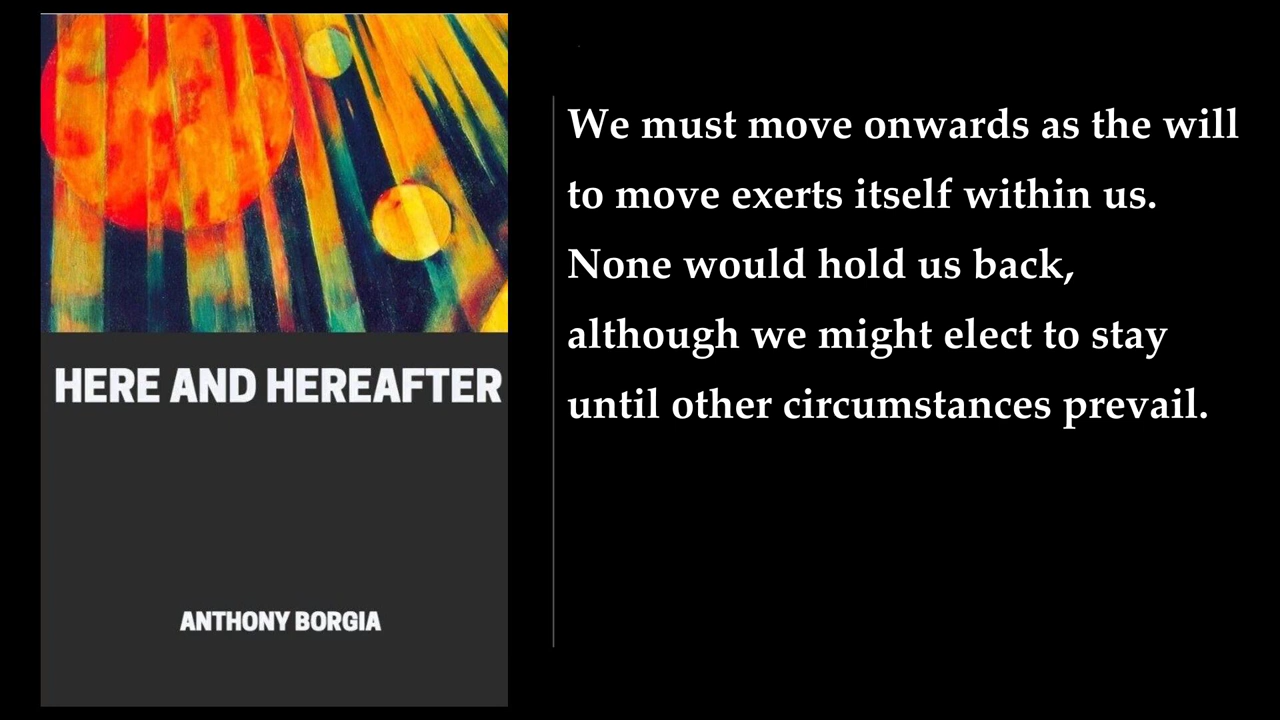 HERE AND HEREAFTER
ANTHONY BORGIA
We must move onwards as the will
to move exerts itself within us.
None would hold us back,
although we might elect to stay
until other circumstances prevail.